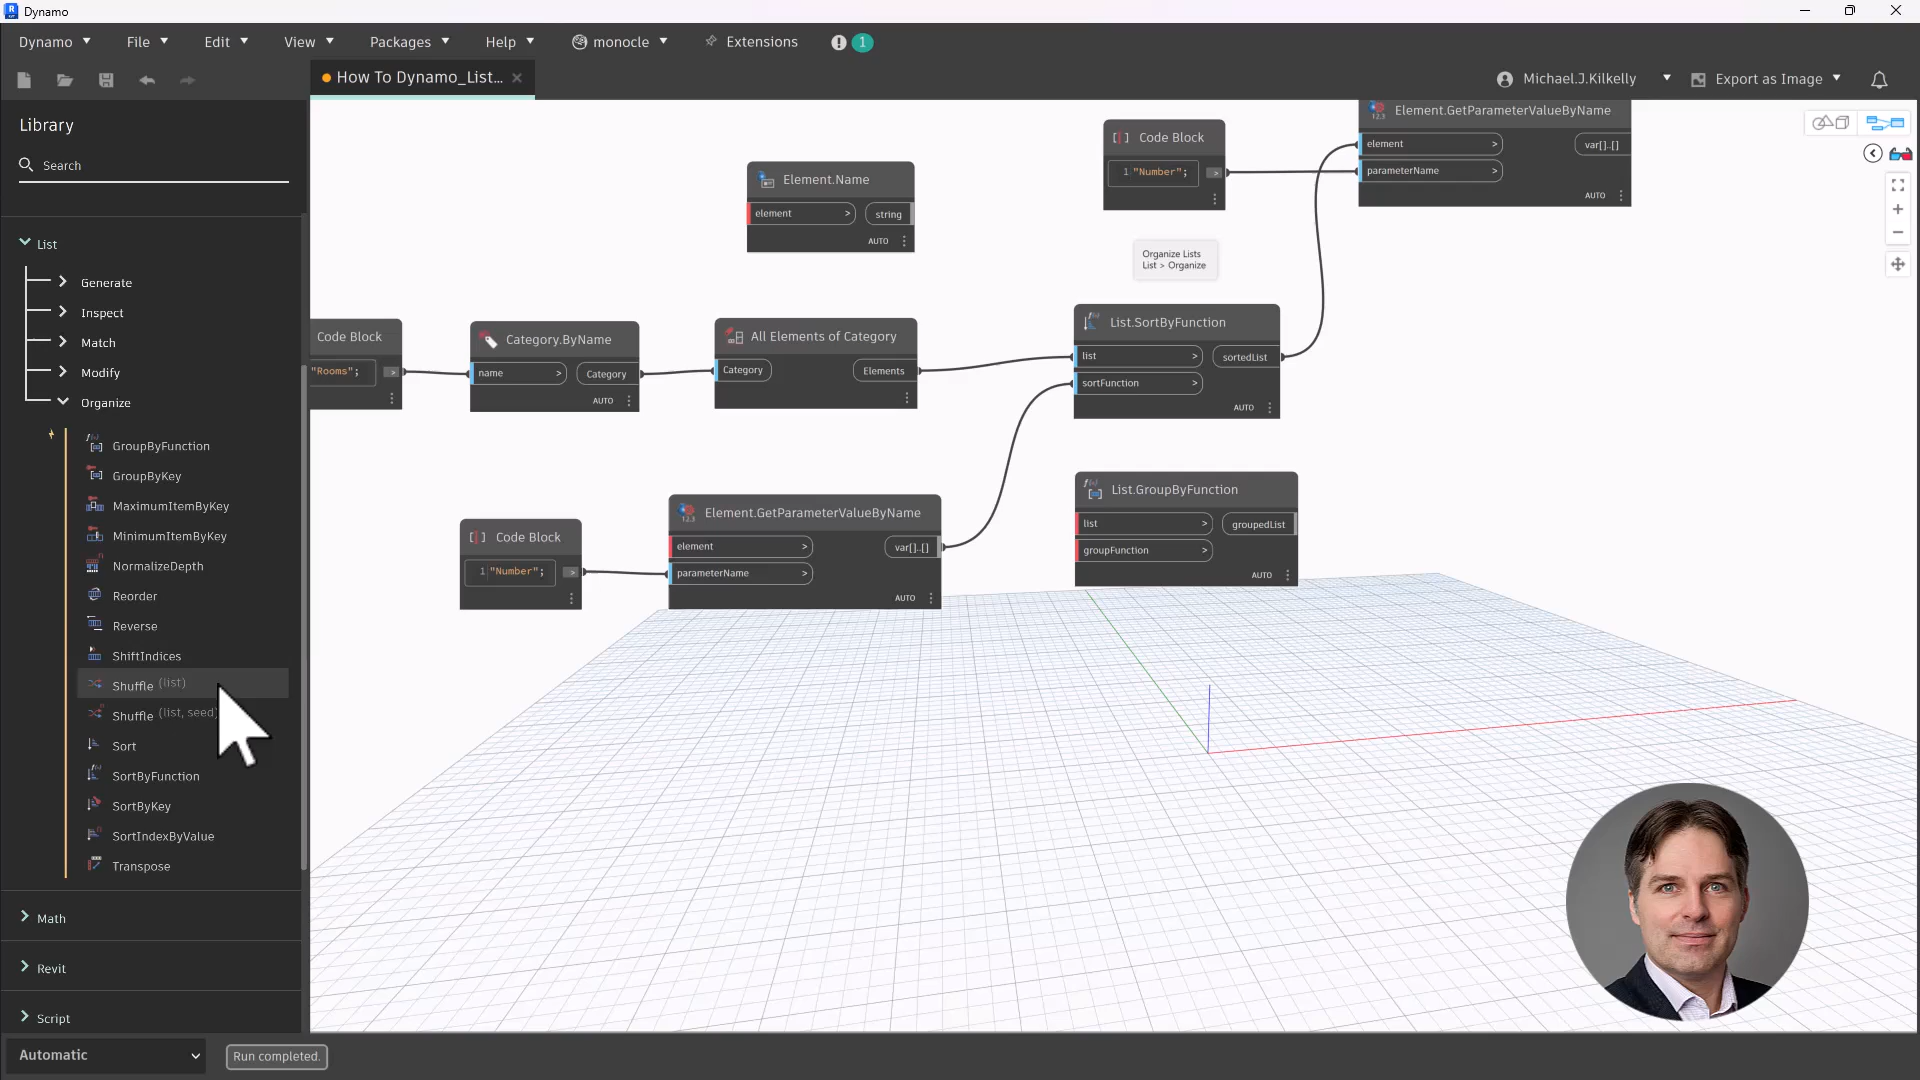 Dynamo
Dynamo File Edit View Packages Help monocle Extensions 1
How To Dynamo_List...
Michael.J.Kilkelly Export as Image
Library
Search
List
Generate
Inspect
Match
Modify
Organize
GroupByFunction
GroupByKey
MaximumItemByKey
MinimumItemByKey
NormalizeDepth
Reorder
Reverse
ShiftIndices
Shuffle (list)
Shuffle (list, seed)
Sort
SortByFunction
SortByKey
SortIndexByValue
Transpose
Math
Revit
Script
Automatic
Run completed.
Element.Name
element > string
AUTO
Code Block
1 "Number"; >
Element.GetParameterValueByName
element > var[]..[]
parameterName >
AUTO
Organize Lists
List > Organize
Code Block
"Rooms"; >
Category.ByName
name > Category
AUTO
All Elements of Category
Category Elements
List.SortByFunction
list > sortedList
sortFunction >
AUTO
Code Block
1 "Number"; >
Element.GetParameterValueByName
element > var[]..[]
parameterName >
AUTO
List.GroupByFunction
list > groupedList
groupFunction >
AUTO